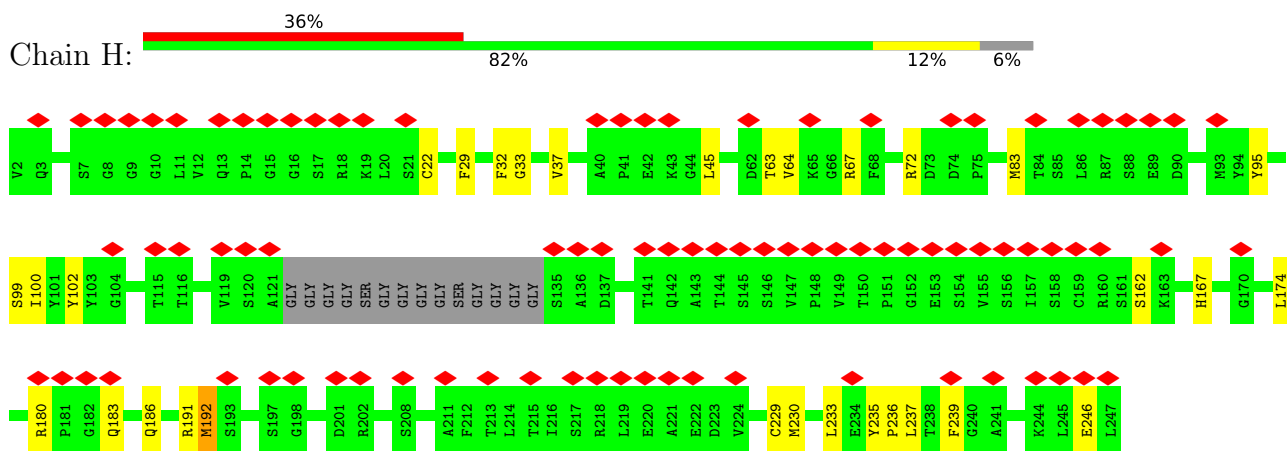 36%
Chain H:
82% 12% 6%
V2 Q3 S7 G8 G9 G10 L11 V12 Q13 P14 G15 G16 S17 R18 K19 L20 S21 C22 F29 F32 G33 V37 A40 P41 E42 K43 G44 L45 D62 T63 V64 K65 G66 R67 F68 R72 D73 D74 P75 M83 T84 S85 L86 R87 S88 E89 D90 M93 Y94 Y95
S99 I100 Y101 Y102 Y103 G104 T115 T116 V119 S120 A121 GLY GLY GLY GLY SER GLY GLY GLY GLY SER GLY GLY GLY GLY S135 A136 D137 T141 Q142 A143 T144 S145 S146 V147 P148 V149 T150 P151 G152 E153 S154 V155 S156 I157 S158 C159 R160 S161 S162 K163 H167 G170 L174
R180 P181 G182 Q183 Q186 R191 M192 S193 S197 G198 D201 R202 S208 A211 F212 T213 L214 T215 I216 S217 R218 L219 E220 A221 E222 D223 V224 C229 M230 L233 E234 Y235 P236 L237 T238 F239 G240 A241 K244 L245 E246 L247